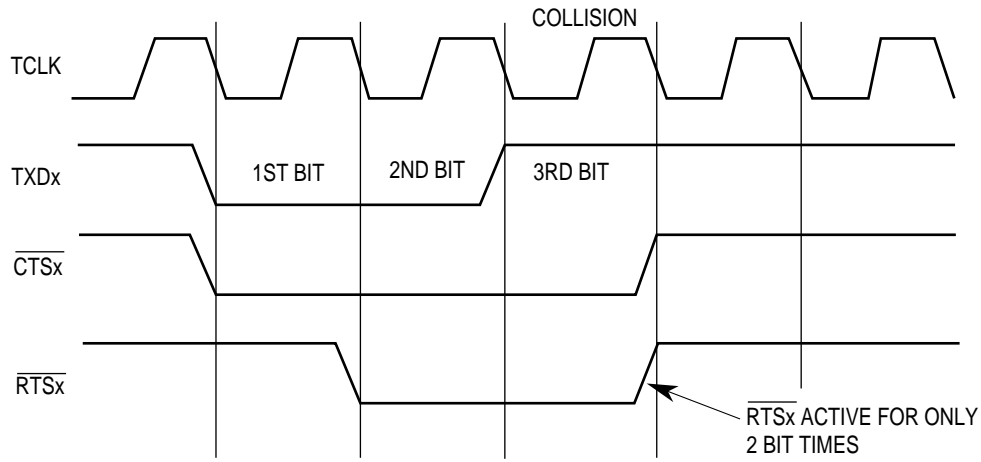 COLLISION
TCLK
TXDx
1ST BIT
2ND BIT
3RD BIT
CTSx
RTSx
RTSx ACTIVE FOR ONLY
2 BIT TIMES